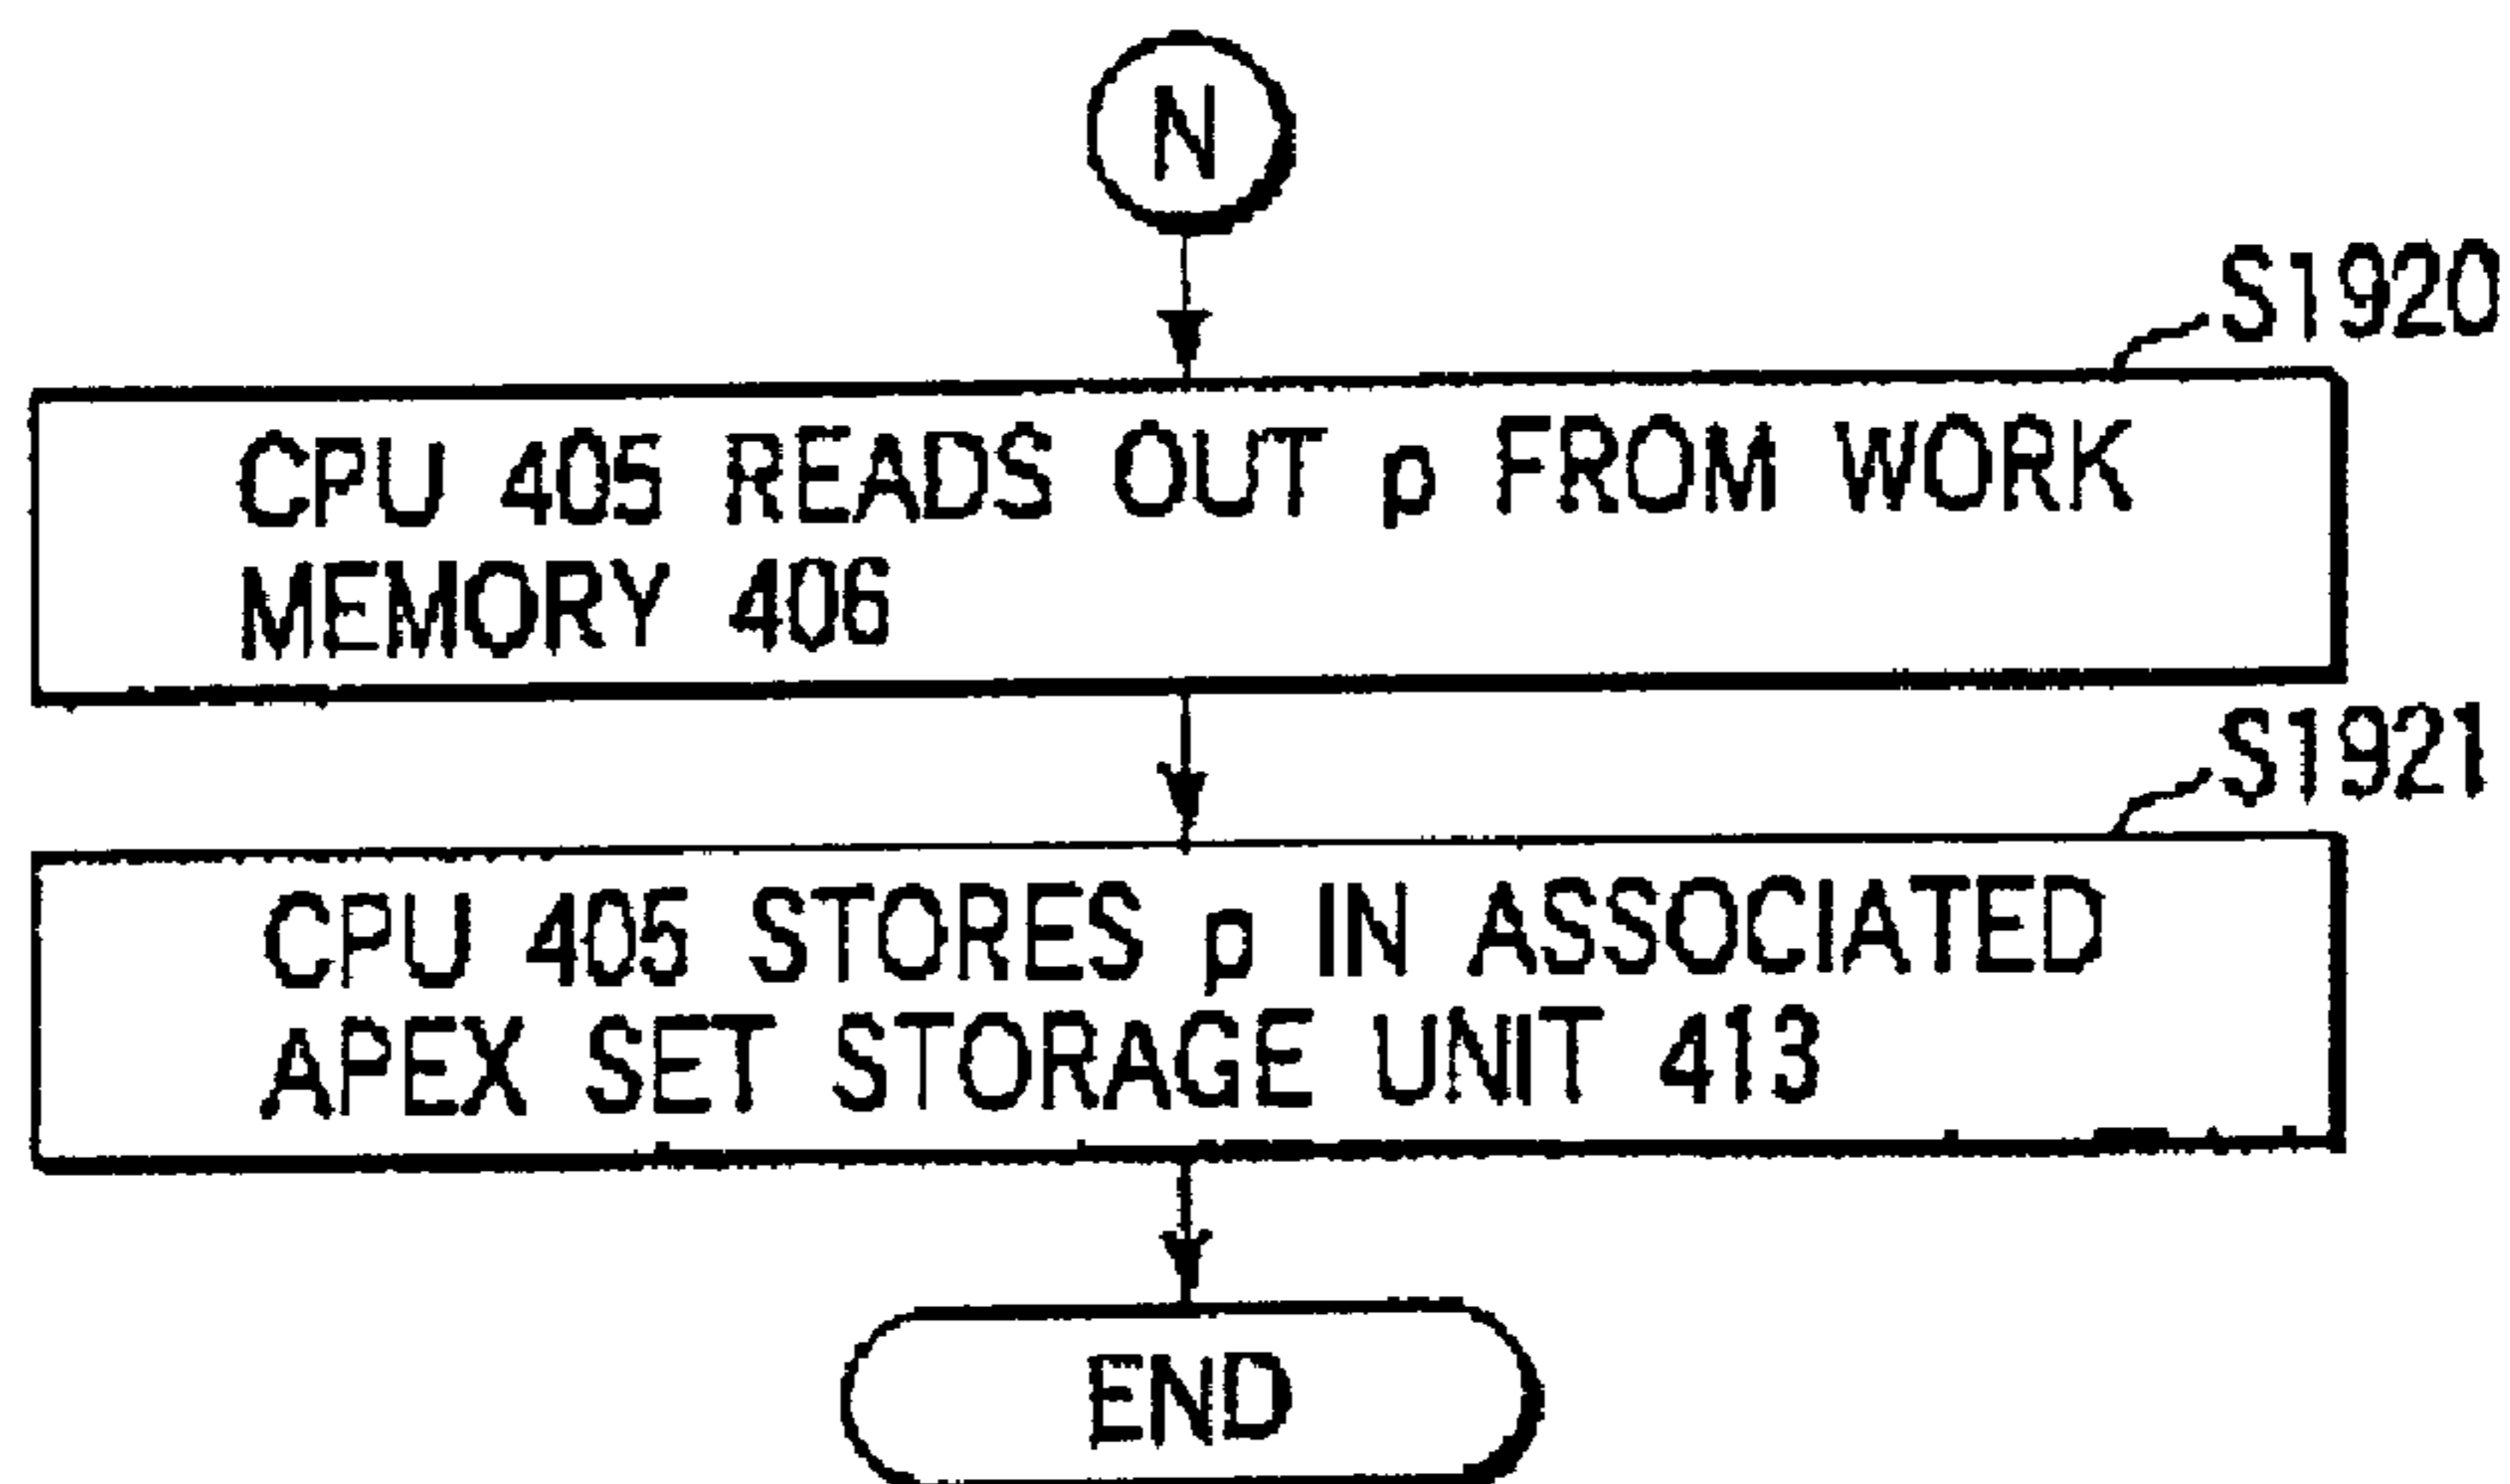 N
S1920
CPU 405 READS OUT p FROM WORK
MEMORY 406
S1921
CPU 405 STORES p IN ASSOCIATED
APEX SET STORAGE UNIT 413
END